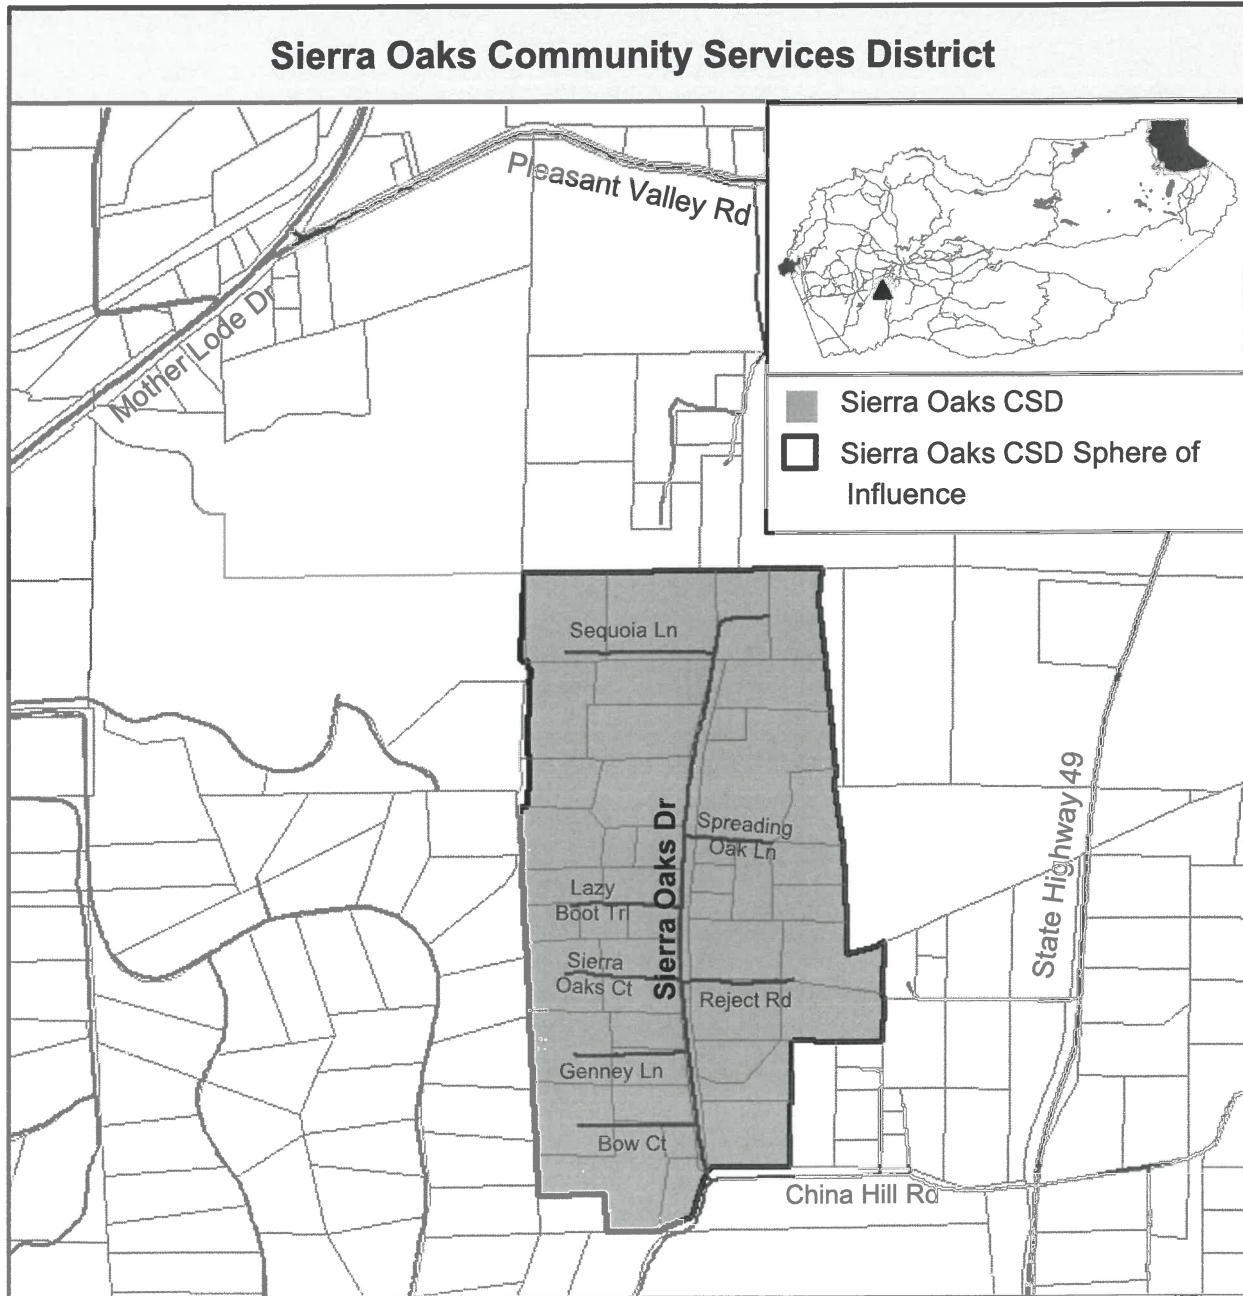 Sierra Oaks Community Services District
Pleasant Valley Rd
Mother Lode Dr
Sierra Oaks CSD
Sierra Oaks CSD Sphere of
Influence
Sequoia Ln
Sierra Oaks Dr
Spreading
Oak Ln
Lazy
Boot Trl
Sierra
Oaks Ct
Reject Rd
State Highway 49
Genney Ln
Bow Ct
China Hill Rd